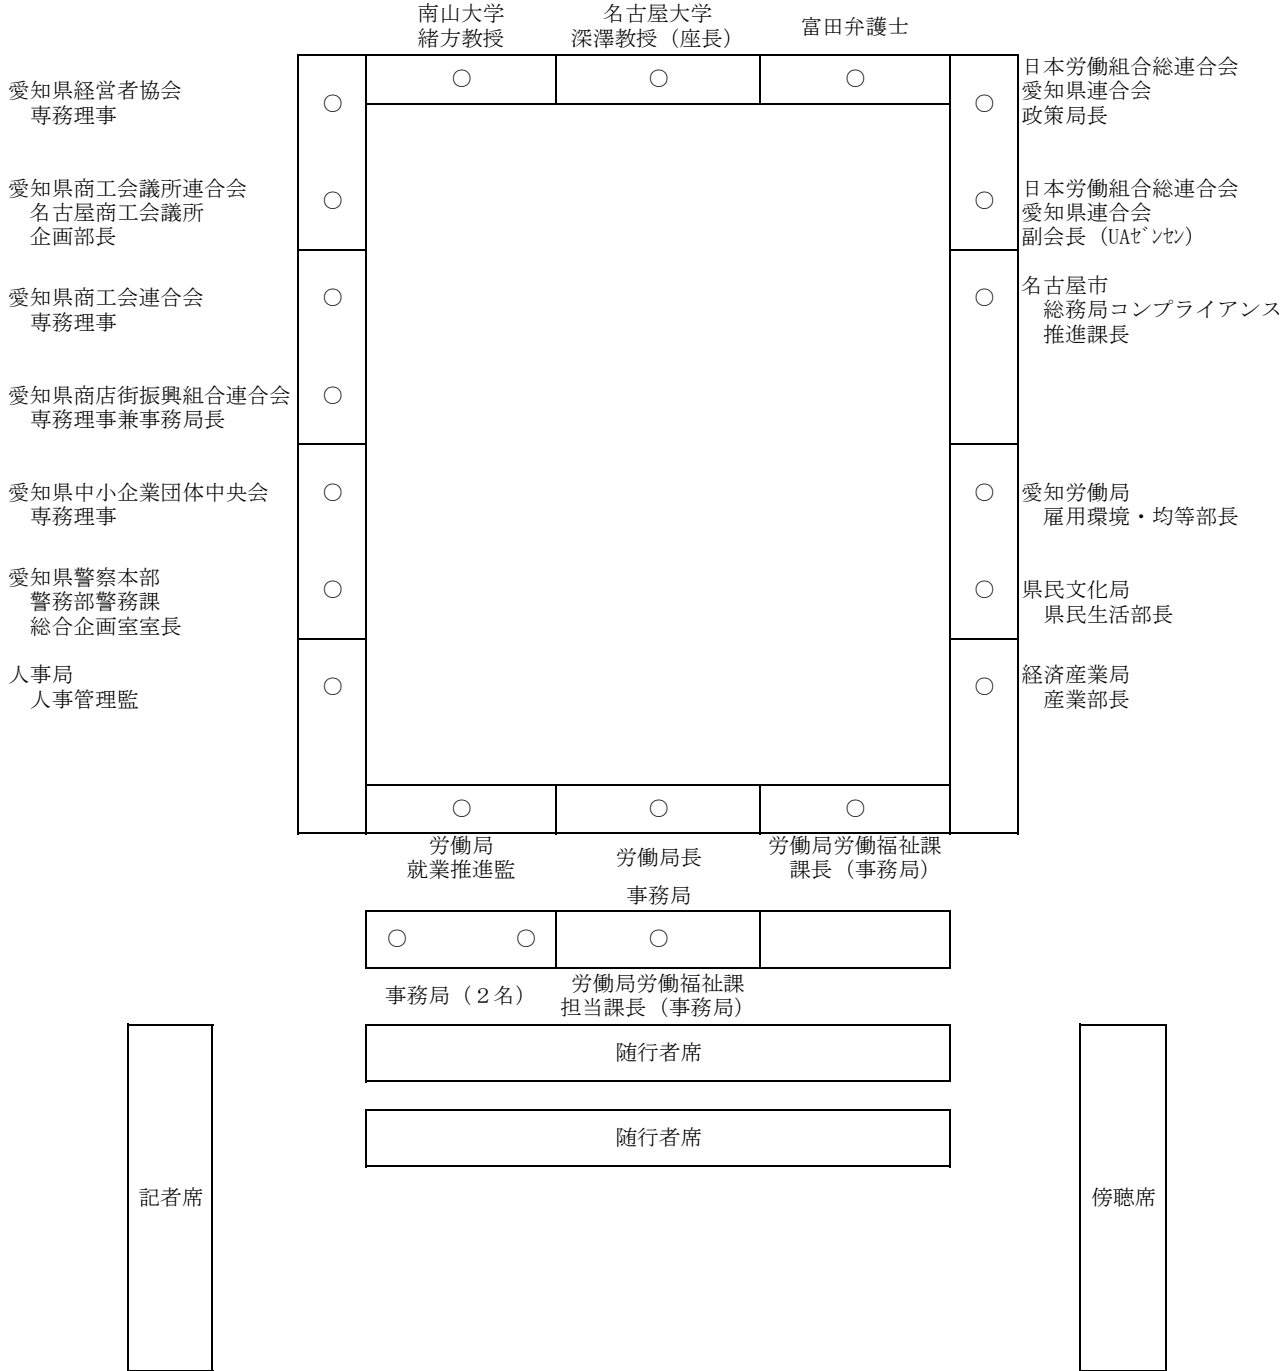 南山大学
緒方教授
名古屋大学
深澤教授（座長）
富田弁護士
○
○
○
愛知県経営者協会
専務理事
○
愛知県商工会議所連合会
名古屋商工会議所
企画部長
○
愛知県商工会連合会
専務理事
○
愛知県商店街振興組合連合会
専務理事兼事務局長
○
愛知県中小企業団体中央会
専務理事
○
愛知県警察本部
警務部警務課
総合企画室室長
○
人事局
人事管理監
○
○
日本労働組合総連合会
愛知県連合会
政策局長
○
日本労働組合総連合会
愛知県連合会
副会長（UAｾﾞﾝｾﾝ）
○
名古屋市
総務局コンプライアンス
推進課長
○
愛知労働局
雇用環境・均等部長
○
県民文化局
県民生活部長
○
経済産業局
産業部長
○
○
○
労働局
就業推進監
労働局長
労働局労働福祉課
課長（事務局）
事務局
○
○
○
事務局（２名）
労働局労働福祉課
担当課長（事務局）
随行者席
随行者席
記者席
傍聴席